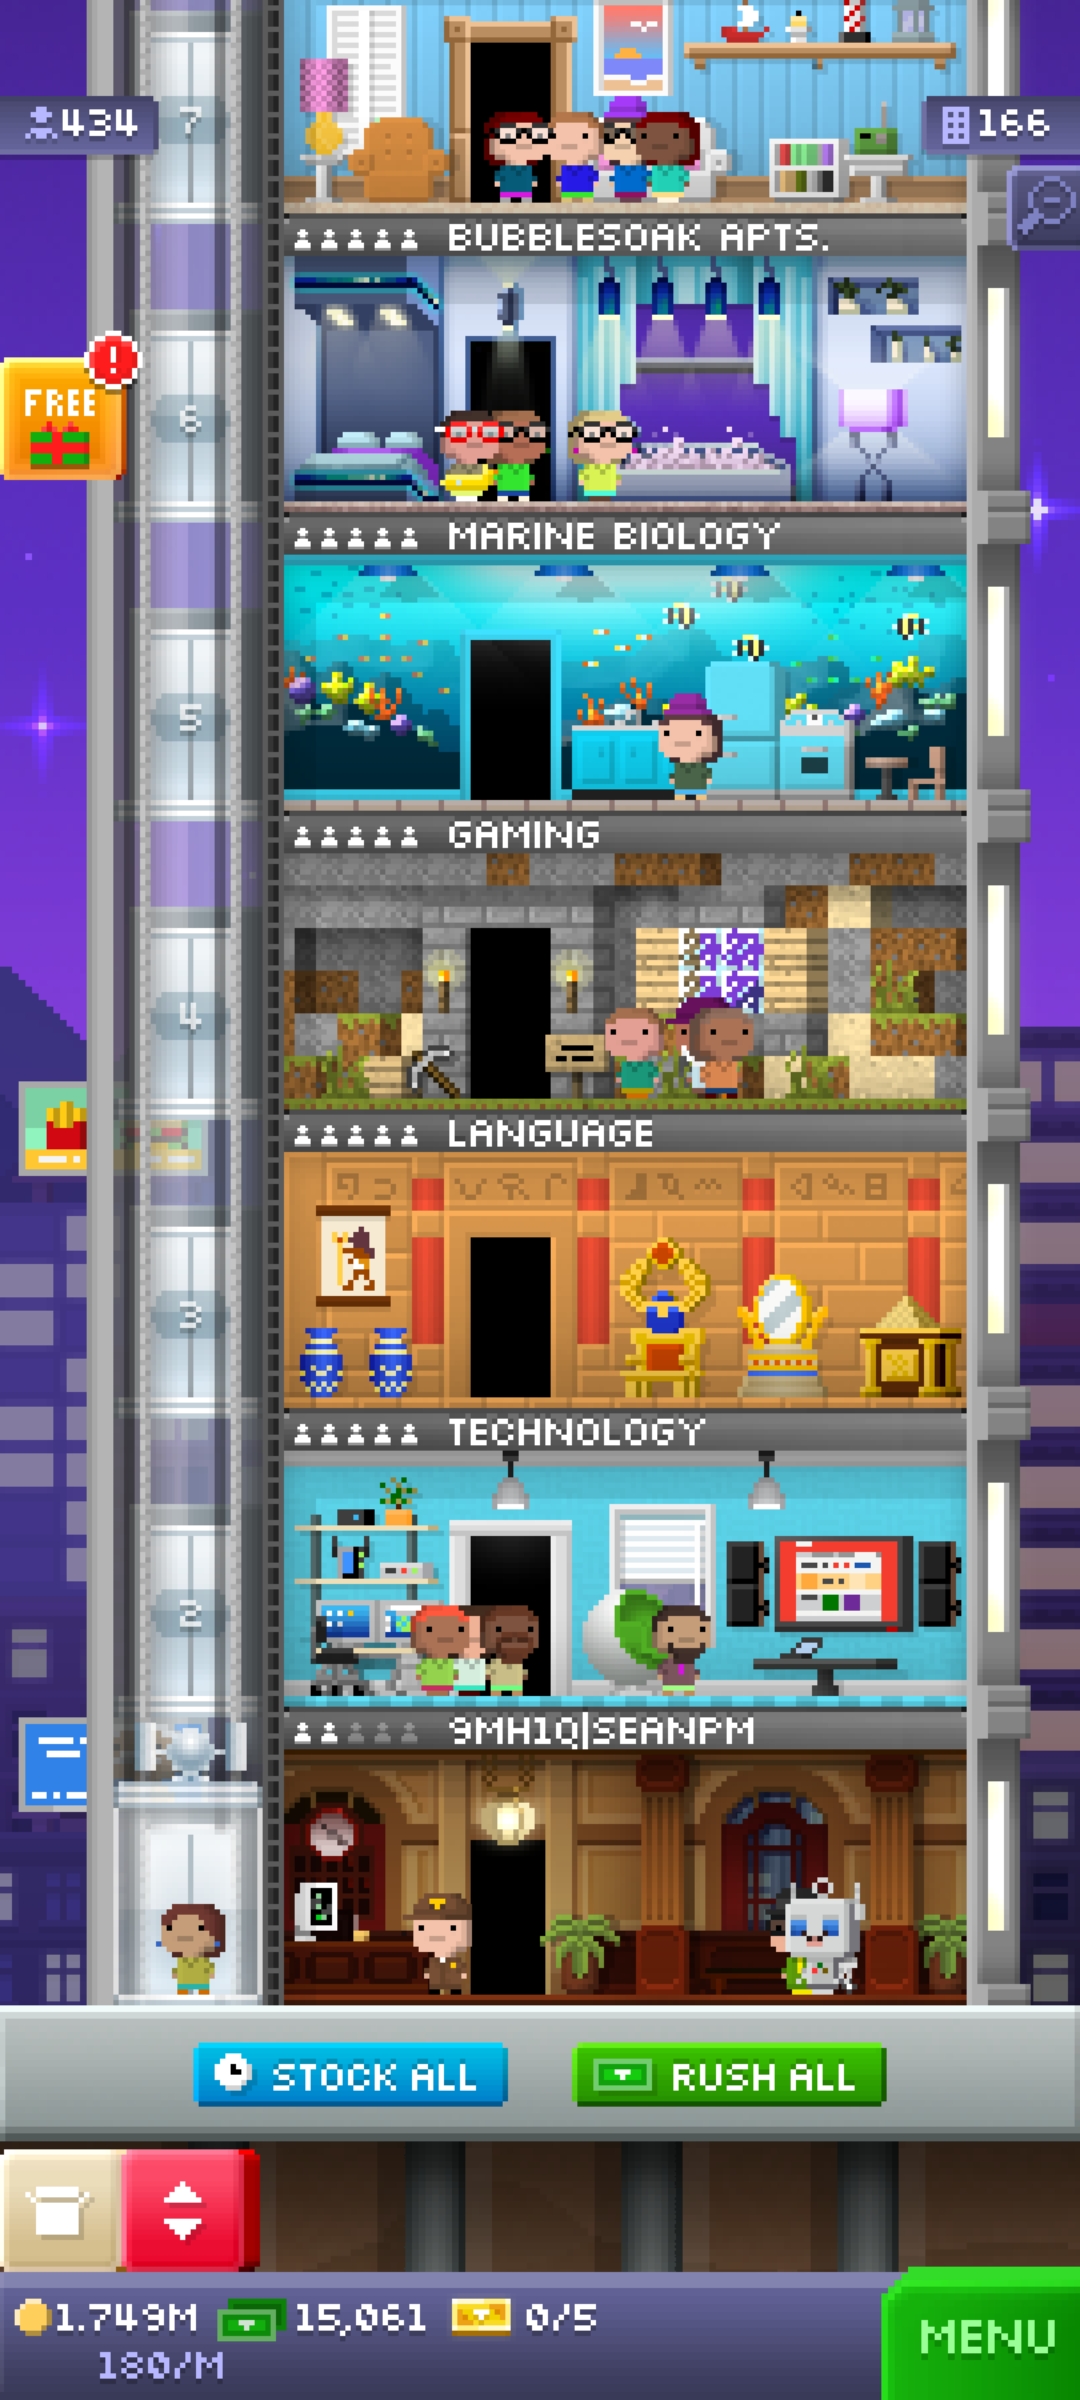 434
7
166
BUBBLESOAK APTS.
FREE
!
6
MARINE BIOLOGY
5
GAMING
4
LANGUAGE
3
TECHNOLOGY
2
9MH1Q|SEANPM
STOCK ALL
RUSH ALL
1.749M
15,061
0/5
180/M
MENU